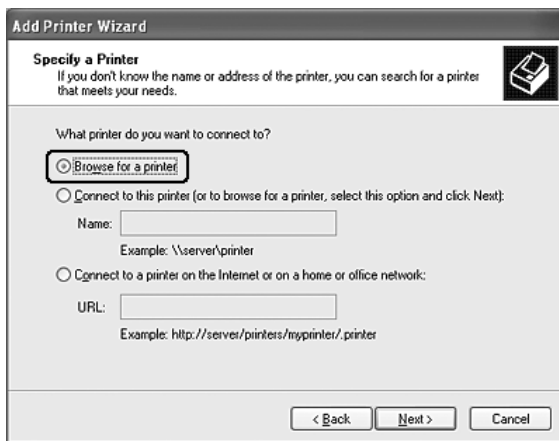 Add Printer Wizard
Specify a Printer
If you don't know the name or address of the printer, you can search for a printer
that meets your needs.
What printer do you want to connect to?
Browse for a printer
Connect to this printer (or to browse for a printer, select this option and click Next):
Name:
Example: \\server\printer
Connect to a printer on the Internet or on a home or office network:
URL:
Example: http://server/printers/myprinter/.printer
< Back Next > Cancel